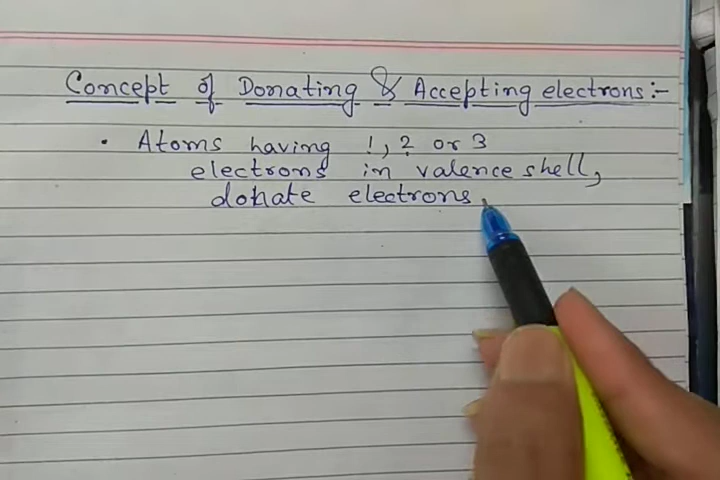 Concept of Donating & Accepting electrons:-
• Atoms having 1, 2 or 3
electrons in valence shell,
donate electrons.